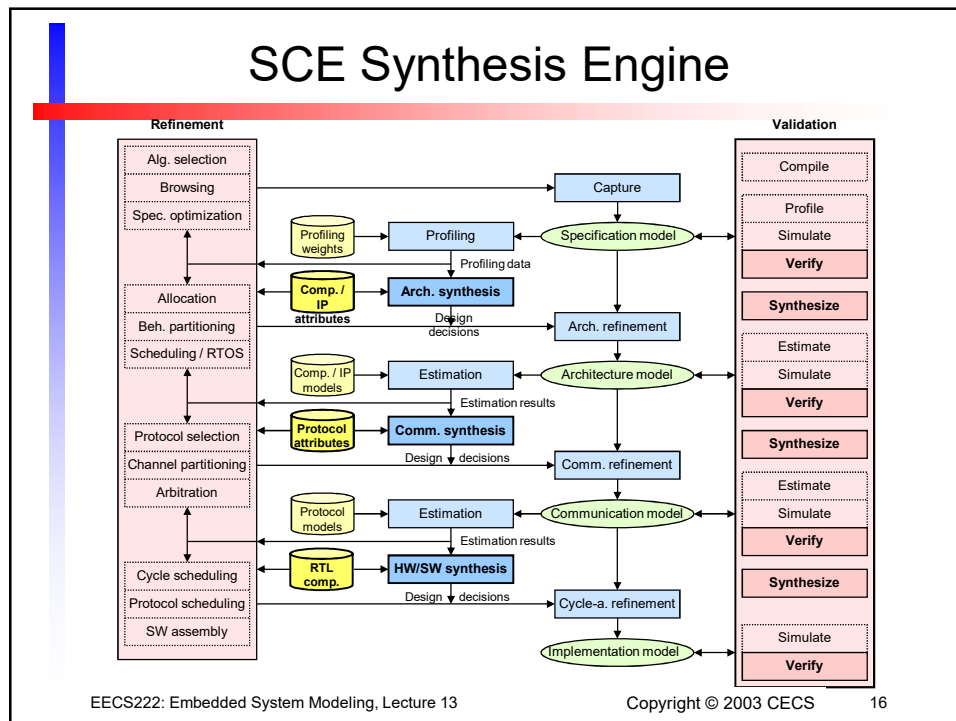 SCE Synthesis Engine
Refinement
Validation
Alg. selection
Browsing
Spec. optimization
Allocation
Beh. partitioning
Scheduling / RTOS
Protocol selection
Channel partitioning
Arbitration
Cycle scheduling
Protocol scheduling
SW assembly
Capture
Profiling
weights
Profiling
Specification model
Profiling data
Comp. /
IP
attributes
Arch. synthesis
Design
decisions
Arch. refinement
Comp. / IP
models
Estimation
Architecture model
Estimation results
Protocol
attributes
Comm. synthesis
Design decisions
Comm. refinement
Protocol
models
Estimation
Communication model
Estimation results
RTL
comp.
HW/SW synthesis
Design decisions
Cycle-a. refinement
Implementation model
Compile
Profile
Simulate
Verify
Synthesize
Estimate
Simulate
Verify
Synthesize
Estimate
Simulate
Verify
Synthesize
Simulate
Verify
EECS222: Embedded System Modeling, Lecture 13
Copyright © 2003 CECS
16